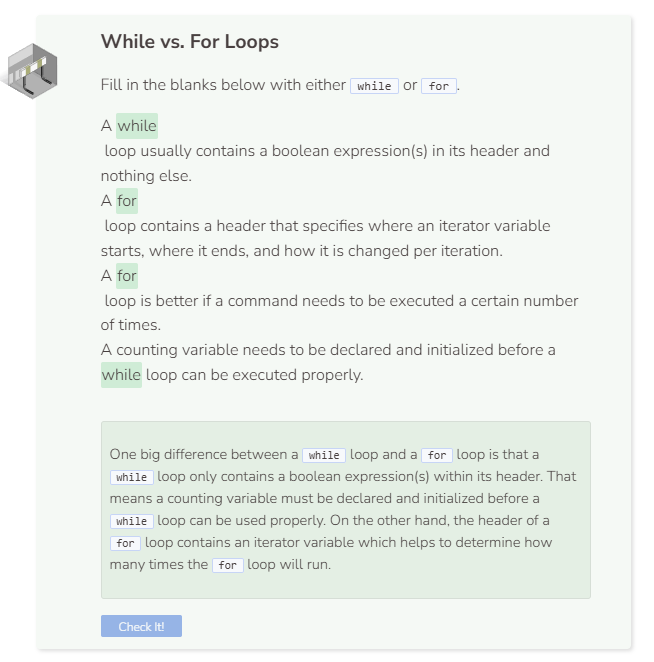 While vs. For Loops
Fill in the blanks below with either while or for.
A while
loop usually contains a boolean expression(s) in its header and
nothing else.
A for
loop contains a header that specifies where an iterator variable
starts, where it ends, and how it is changed per iteration.
A for
loop is better if a command needs to be executed a certain number
of times.
A counting variable needs to be declared and initialized before a
while loop can be executed properly.
One big difference between a while loop and a for loop is that a
while loop only contains a boolean expression(s) within its header. That
means a counting variable must be declared and initialized before a
while loop can be used properly. On the other hand, the header of a
for loop contains an iterator variable which helps to determine how
many times the for loop will run.
Check It!